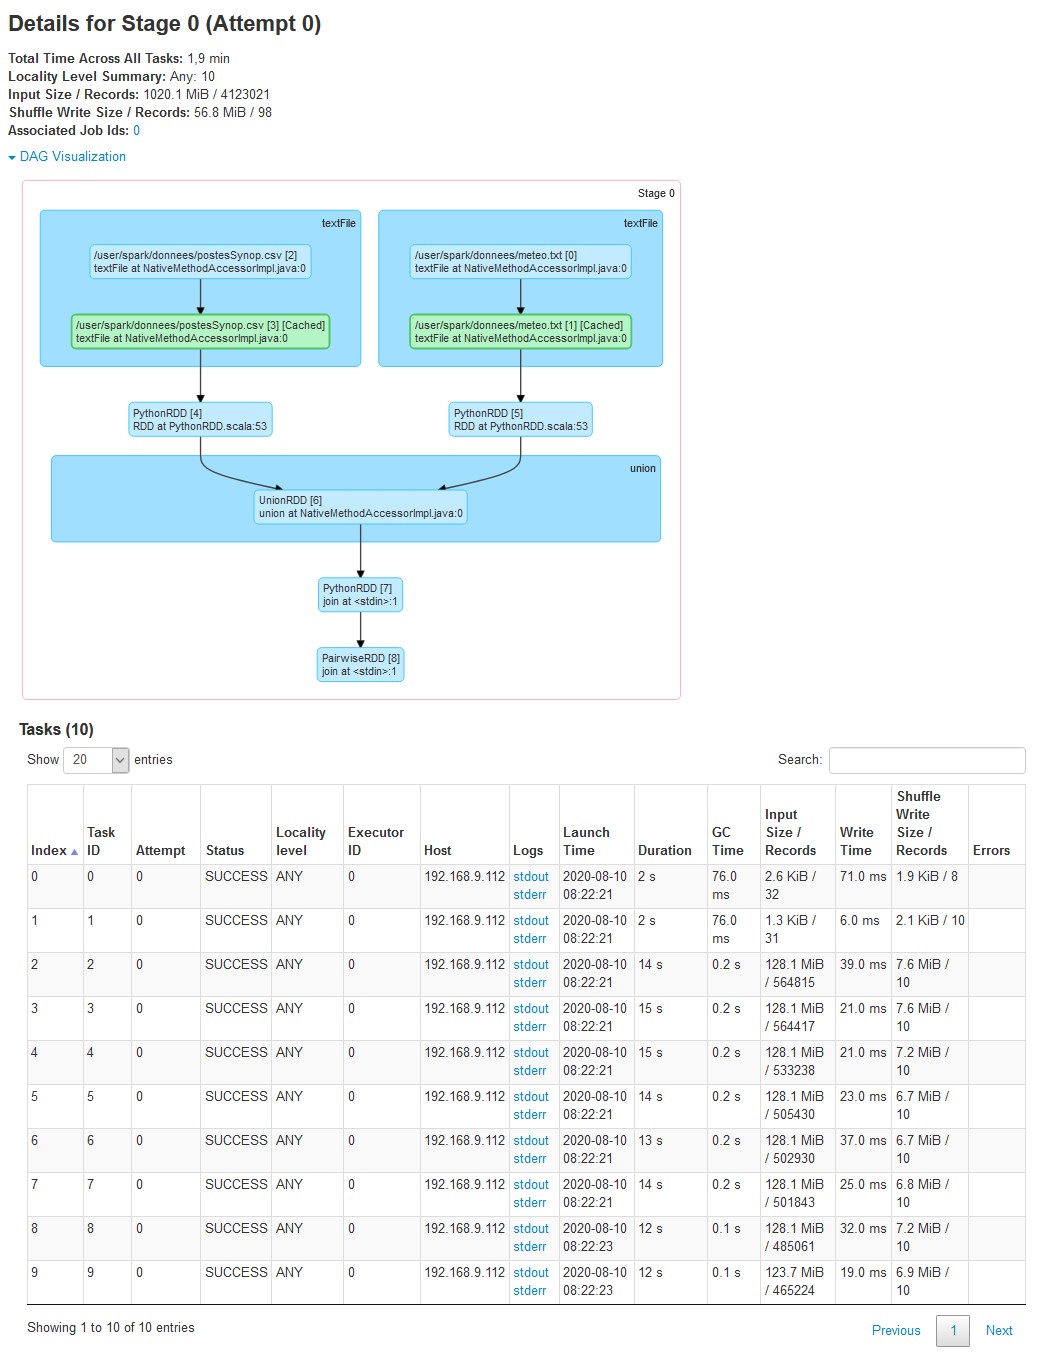 Details for Stage 0 (Attempt 0)
Total Time Across All Tasks: 1,9 min
Locality Level Summary: Any: 10
Input Size / Records: 1020.1 MiB / 4123021
Shuffle Write Size / Records: 56.8 MiB / 98
Associated Job Ids: 0
DAG Visualization
Stage 0
textFile
/user/spark/donnees/postesSynop.csv [2]
textFile at NativeMethodAccessorImpl.java:0
/user/spark/donnees/postesSynop.csv [3] [Cached]
textFile at NativeMethodAccessorImpl.java:0
textFile
/user/spark/donnees/meteo.txt [0]
textFile at NativeMethodAccessorImpl.java:0
/user/spark/donnees/meteo.txt [1] [Cached]
textFile at NativeMethodAccessorImpl.java:0
PythonRDD [4]
RDD at PythonRDD.scala:53
PythonRDD [5]
RDD at PythonRDD.scala:53
union
UnionRDD [6]
union at NativeMethodAccessorImpl.java:0
PythonRDD [7]
join at <stdin>:1
PairwiseRDD [8]
join at <stdin>:1
Tasks (10)
Show 20 entries Search:
Index Task ID Attempt Status Locality level Executor ID Host Logs Launch Time Duration GC Time Input Size / Records Write Time Shuffle Write Size / Records Errors
0 0 0 SUCCESS ANY 0 192.168.9.112 stdout stderr 2020-08-10 08:22:21 2 s 76.0 ms 2.6 KiB / 32 71.0 ms 1.9 KiB / 8
1 1 0 SUCCESS ANY 0 192.168.9.112 stdout stderr 2020-08-10 08:22:21 2 s 76.0 ms 1.3 KiB / 31 6.0 ms 2.1 KiB / 10
2 2 0 SUCCESS ANY 0 192.168.9.112 stdout stderr 2020-08-10 08:22:21 14 s 0.2 s 128.1 MiB / 564815 39.0 ms 7.6 MiB / 10
3 3 0 SUCCESS ANY 0 192.168.9.112 stdout stderr 2020-08-10 08:22:21 15 s 0.2 s 128.1 MiB / 564417 21.0 ms 7.6 MiB / 10
4 4 0 SUCCESS ANY 0 192.168.9.112 stdout stderr 2020-08-10 08:22:21 15 s 0.2 s 128.1 MiB / 533238 21.0 ms 7.2 MiB / 10
5 5 0 SUCCESS ANY 0 192.168.9.112 stdout stderr 2020-08-10 08:22:21 14 s 0.2 s 128.1 MiB / 505430 23.0 ms 6.7 MiB / 10
6 6 0 SUCCESS ANY 0 192.168.9.112 stdout stderr 2020-08-10 08:22:21 13 s 0.2 s 128.1 MiB / 502930 37.0 ms 6.7 MiB / 10
7 7 0 SUCCESS ANY 0 192.168.9.112 stdout stderr 2020-08-10 08:22:21 14 s 0.2 s 128.1 MiB / 501843 25.0 ms 6.8 MiB / 10
8 8 0 SUCCESS ANY 0 192.168.9.112 stdout stderr 2020-08-10 08:22:23 12 s 0.1 s 128.1 MiB / 485061 32.0 ms 7.2 MiB / 10
9 9 0 SUCCESS ANY 0 192.168.9.112 stdout stderr 2020-08-10 08:22:23 12 s 0.1 s 123.7 MiB / 465224 19.0 ms 6.9 MiB / 10
Showing 1 to 10 of 10 entries
Previous 1 Next